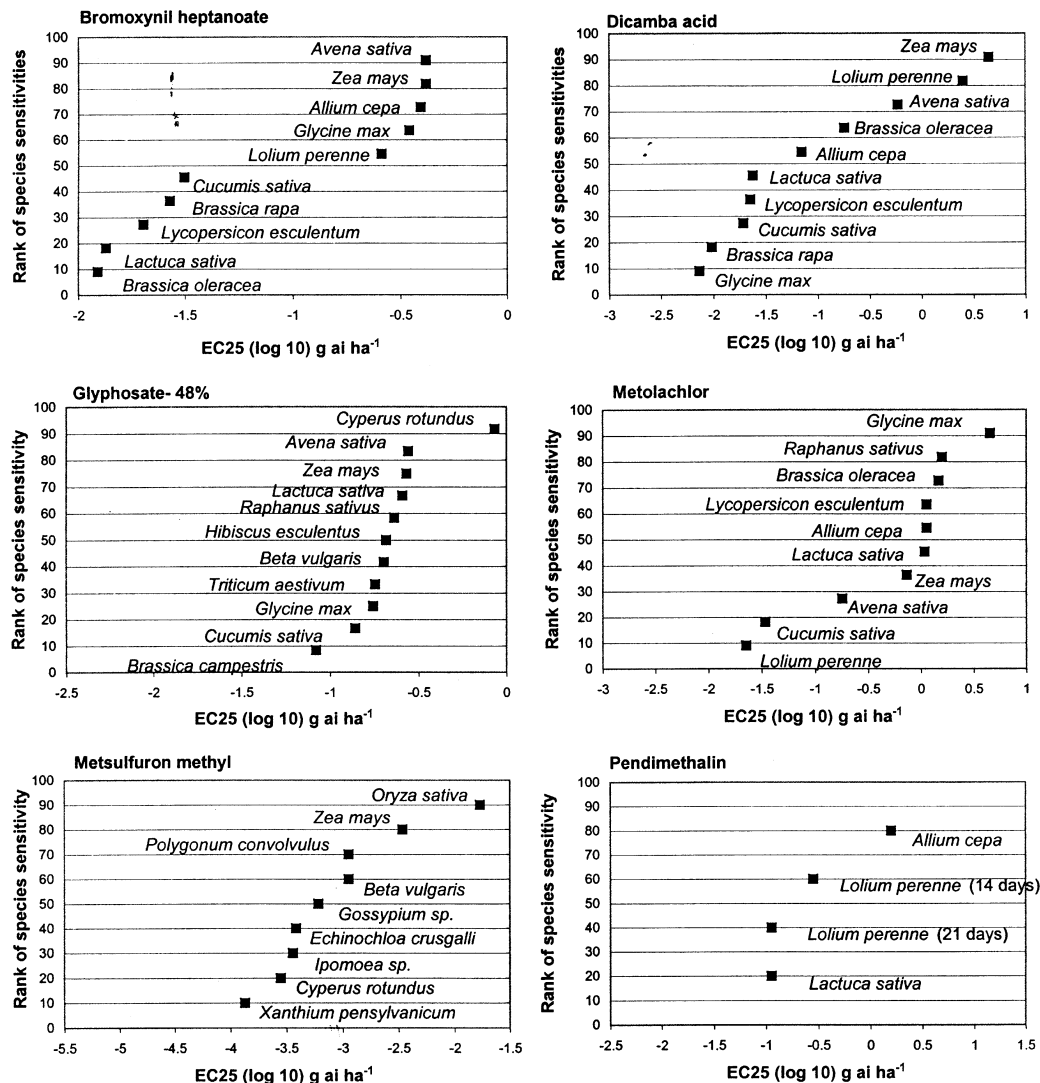 Bromoxynil heptanoate
Rank of species sensitivities
100
90
80
70
60
50
40
30
20
10
0
Avena sativa
Zea mays
Allium cepa
Glycine max
Lolium perenne
Cucumis sativa
Brassica rapa
Lycopersicon esculentum
Lactuca sativa
Brassica oleracea
-2 -1.5 -1 -0.5 0
EC25 (log 10) g ai ha-1
Dicamba acid
Rank of species sensitivities
100
90
80
70
60
50
40
30
20
10
0
Zea mays
Lolium perenne
Avena sativa
Brassica oleracea
Allium cepa
Lactuca sativa
Lycopersicon esculentum
Cucumis sativa
Brassica rapa
Glycine max
-3 -2.5 -2 -1.5 -1 -0.5 0 0.5 1
EC25 (log 10) g ai ha-1
Glyphosate- 48%
Rank of species sensitivity
100
90
80
70
60
50
40
30
20
10
0
Cyperus rotundus
Avena sativa
Zea mays
Lactuca sativa
Raphanus sativus
Hibiscus esculentus
Beta vulgaris
Triticum aestivum
Glycine max
Cucumis sativa
Brassica campestris
-2.5 -2 -1.5 -1 -0.5 0
EC25 (log 10) g ai ha-1
Metolachlor
Rank of species sensitivity
100
90
80
70
60
50
40
30
20
10
0
Glycine max
Raphanus sativus
Brassica oleracea
Lycopersicon esculentum
Allium cepa
Lactuca sativa
Zea mays
Avena sativa
Cucumis sativa
Lolium perenne
-3 -2.5 -2 -1.5 -1 -0.5 0 0.5 1
EC25 (log 10) g ai ha-1
Metsulfuron methyl
Rank of species sensitivity
100
90
80
70
60
50
40
30
20
10
0
Oryza sativa
Zea mays
Polygonum convolvulus
Beta vulgaris
Gossypium sp.
Echinochloa crusgalli
Ipomoea sp.
Cyperus rotundus
Xanthium pensylvanicum
-5.5 -5 -4.5 -4 -3.5 -3 -2.5 -2 -1.5
EC25 (log 10) g ai ha-1
Pendimethalin
Rank of species sensitivity
100
90
80
70
60
50
40
30
20
10
0
Allium cepa
Lolium perenne (14 days)
Lolium perenne (21 days)
Lactuca sativa
-2.5 -2 -1.5 -1 -0.5 0 0.5 1 1.5
EC25 (log 10) g ai ha-1